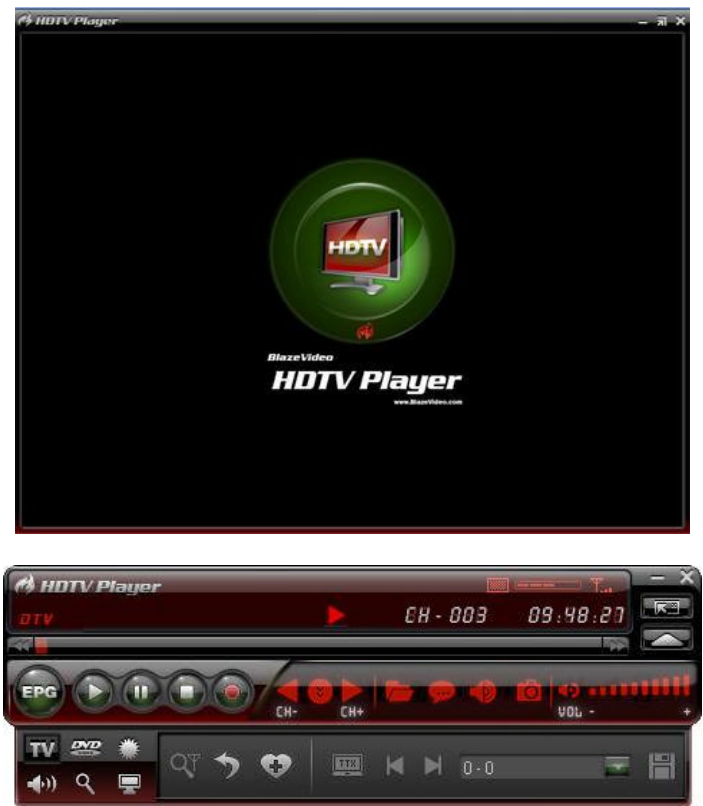 HDTV Player
HDTV
BlazeVideo
HDTV Player
www.BlazeVideo.com
HDTV Player
DTV CH - 003 09:48:27
EPG
CH- CH+ VOL - +
TV DVD
TTX 0 - 0